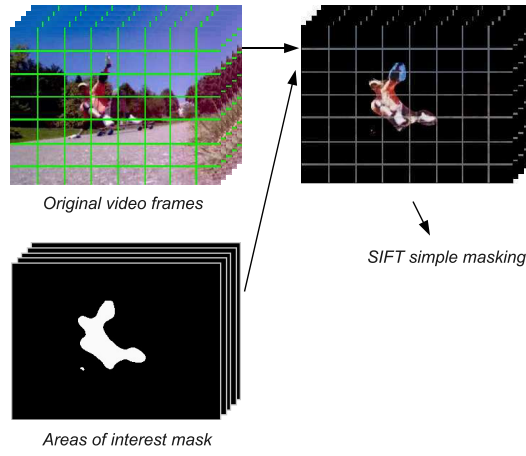 Original video frames
SIFT simple masking
Areas of interest mask